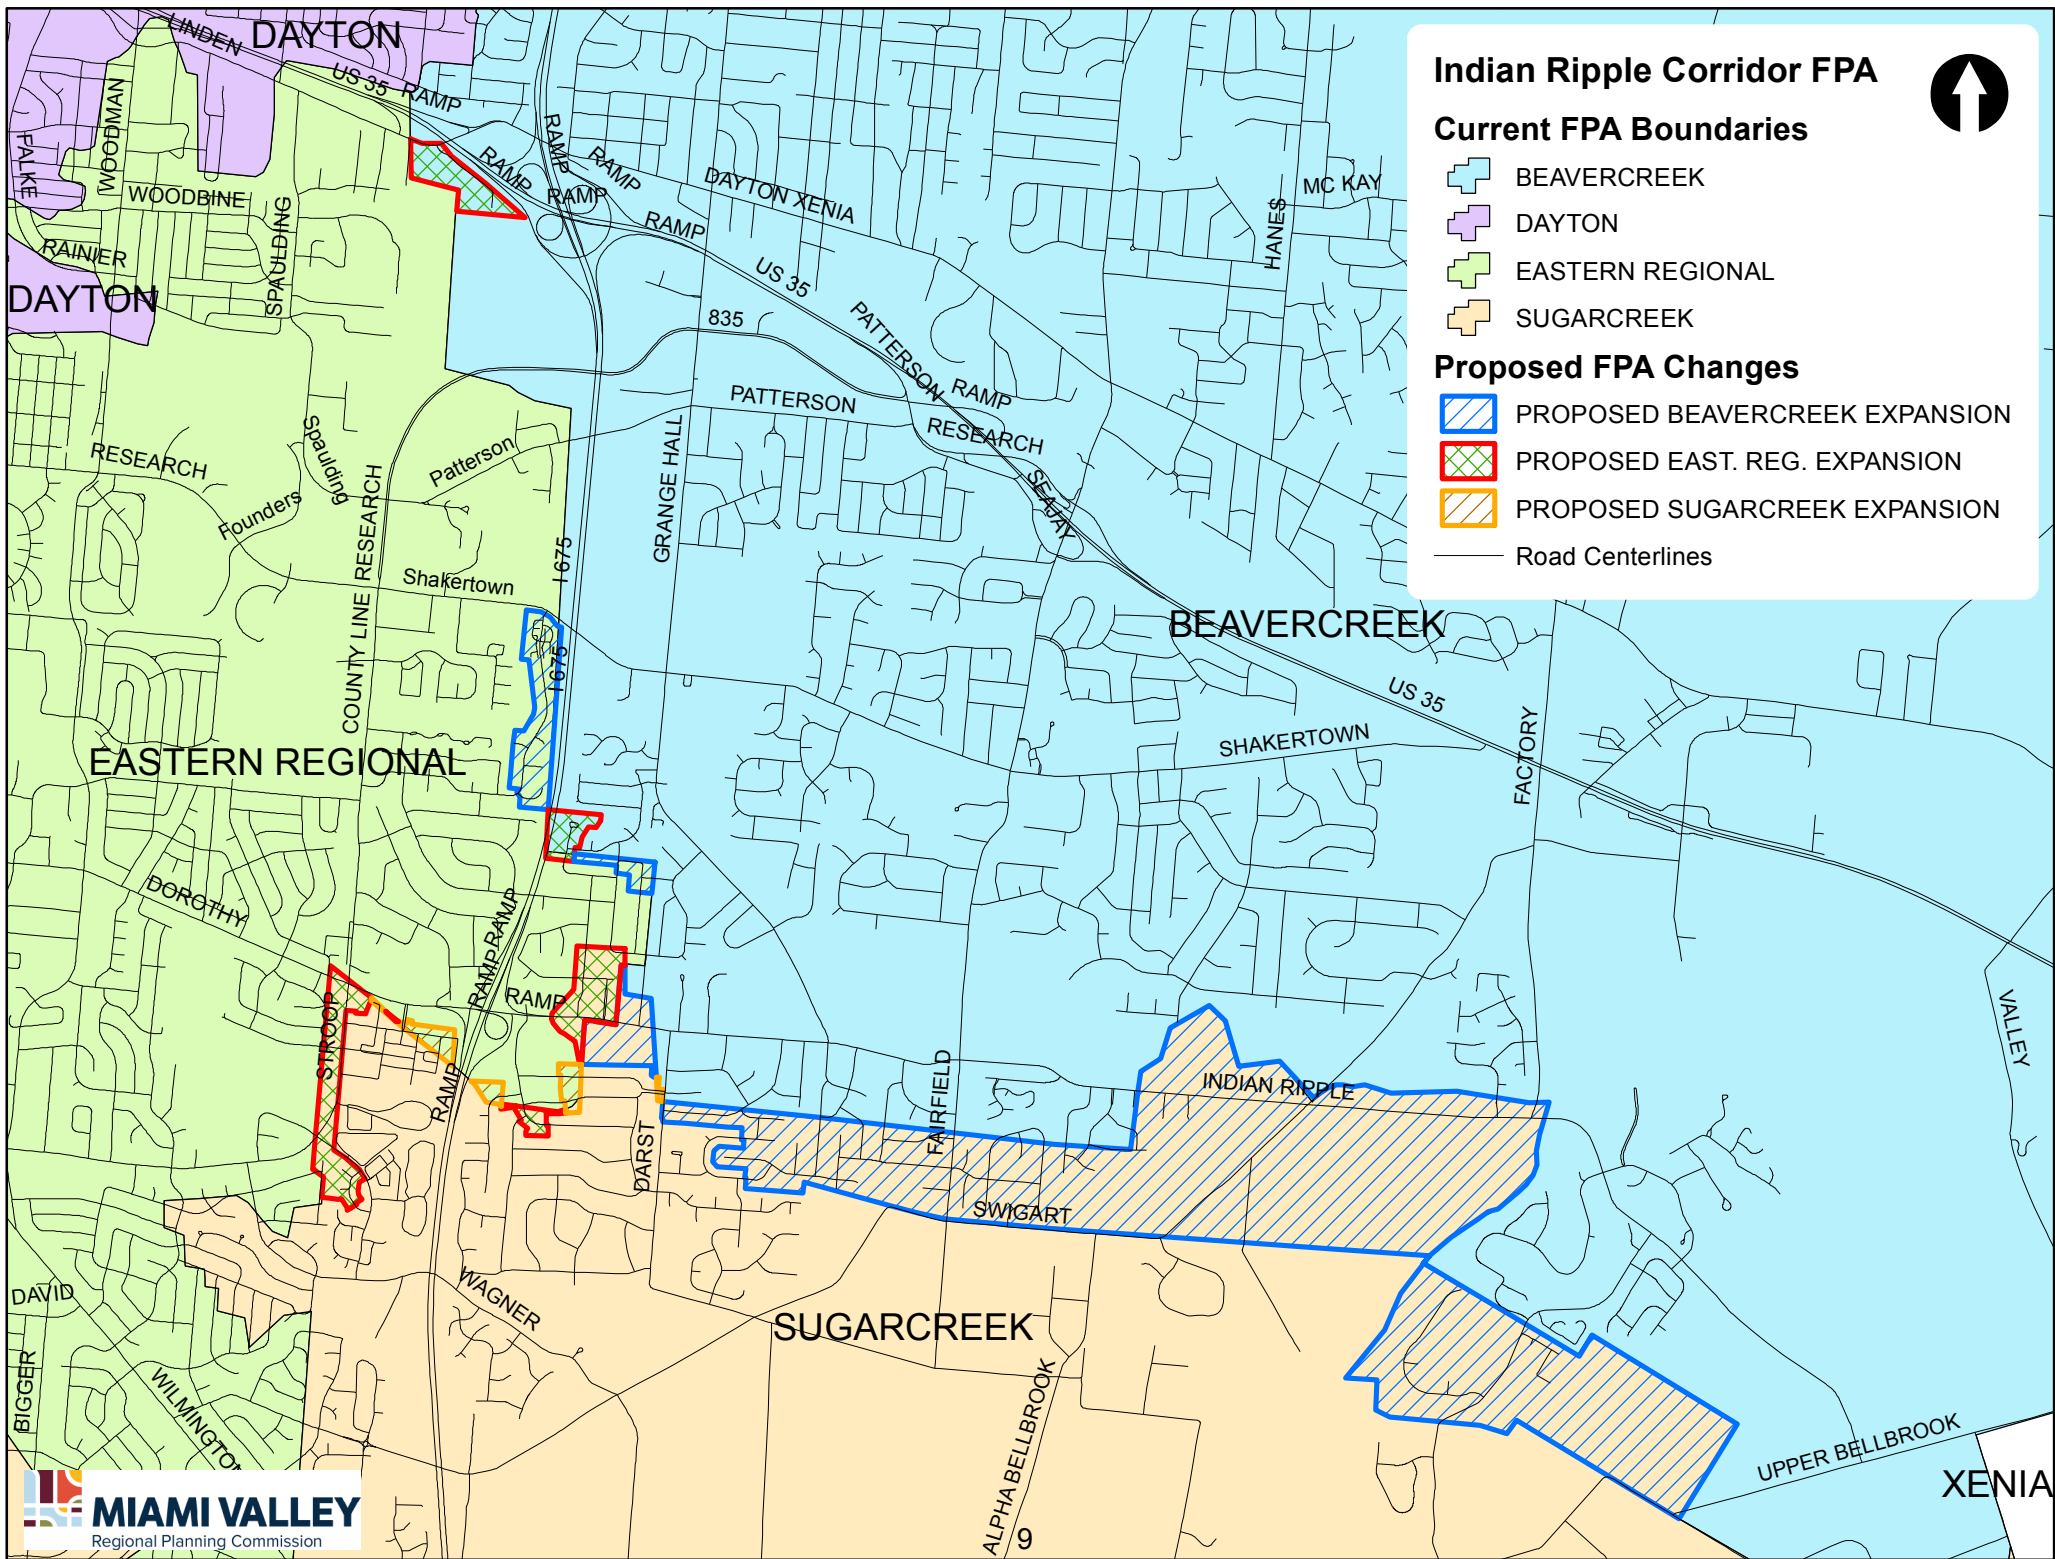 Indian Ripple Corridor FPA
Current FPA Boundaries
BEAVERCREEK
DAYTON
EASTERN REGIONAL
SUGARCREEK
Proposed FPA Changes
PROPOSED BEAVERCREEK EXPANSION
PROPOSED EAST. REG. EXPANSION
PROPOSED SUGARCREEK EXPANSION
Road Centerlines
LINDEN
DAYTON
US 35
RAMP
FALKE
WOODMAN
RAMP
RAMP
RAMP
RAMP
WOODBINE
DAYTON XENIA
MC KAY
SPAULDING
RAMP
HANES
RAINIER
US 35
DAYTON
835
PATTERSON
RAMP
PATTERSON
RESEARCH
Spaulding
Patterson
GRANGE HALL
RESEARCH
Founders
COUNTY LINE RESEARCH
SEAJAY
I 675
Shakertown
BEAVERCREEK
I 675
US 35
FACTORY
SHAKERTOWN
EASTERN REGIONAL
DOROTHY
RAMP
RAMP
RAMP
STROOP
VALLEY
RAMP
INDIAN RIPPLE
FAIRFIELD
DARST
SWIGART
DAVID
WAGNER
SUGARCREEK
BIGGER
WILMINGTON
ALPHA BELLBROOK
UPPER BELLBROOK
XENIA
9
MIAMI VALLEY
Regional Planning Commission